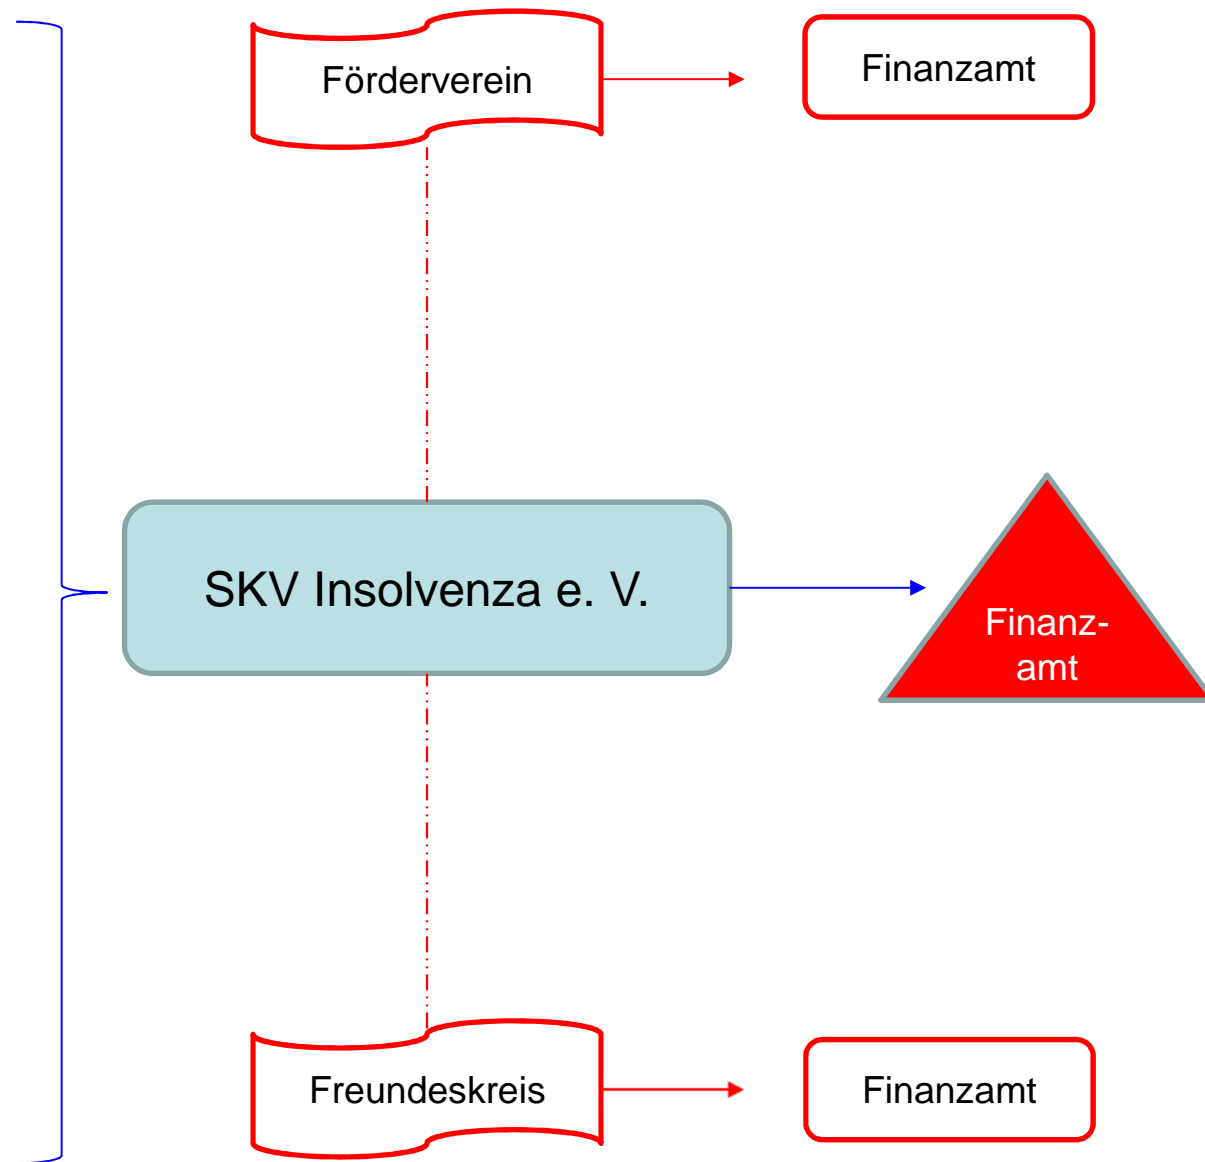 Förderverein
Finanzamt
SKV Insolvenza e. V.
Finanz-
amt
Freundeskreis
Finanzamt